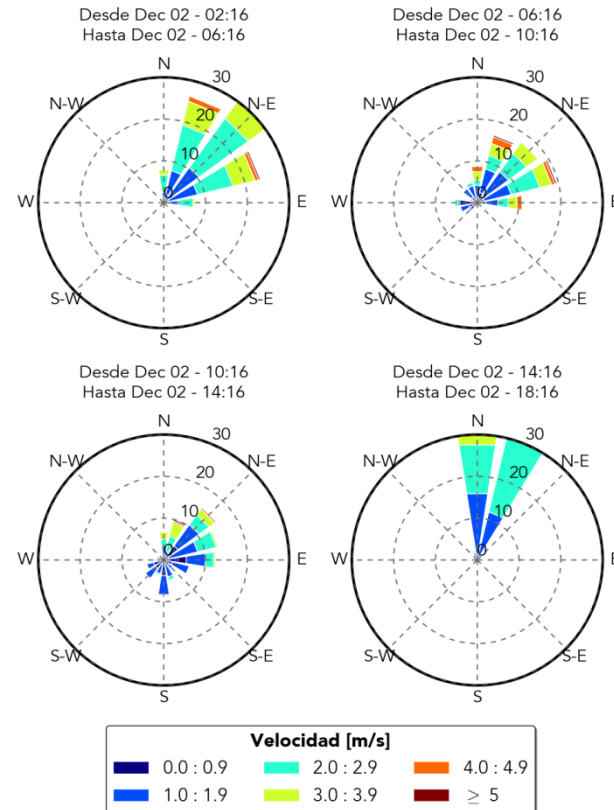 Desde Dec 02 - 02:16
Hasta Dec 02 - 06:16
N
30
N-W
N-E
20
10
0
W
E
S-W
S-E
S
Desde Dec 02 - 06:16
Hasta Dec 02 - 10:16
N
30
N-W
N-E
20
10
0
W
E
S-W
S-E
S
Desde Dec 02 - 10:16
Hasta Dec 02 - 14:16
N
30
N-W
N-E
20
10
0
W
E
S-W
S-E
S
Desde Dec 02 - 14:16
Hasta Dec 02 - 18:16
N
30
N-W
N-E
20
10
0
W
E
S-W
S-E
S
Velocidad [m/s]
0.0 : 0.9
2.0 : 2.9
4.0 : 4.9
1.0 : 1.9
3.0 : 3.9
≥ 5